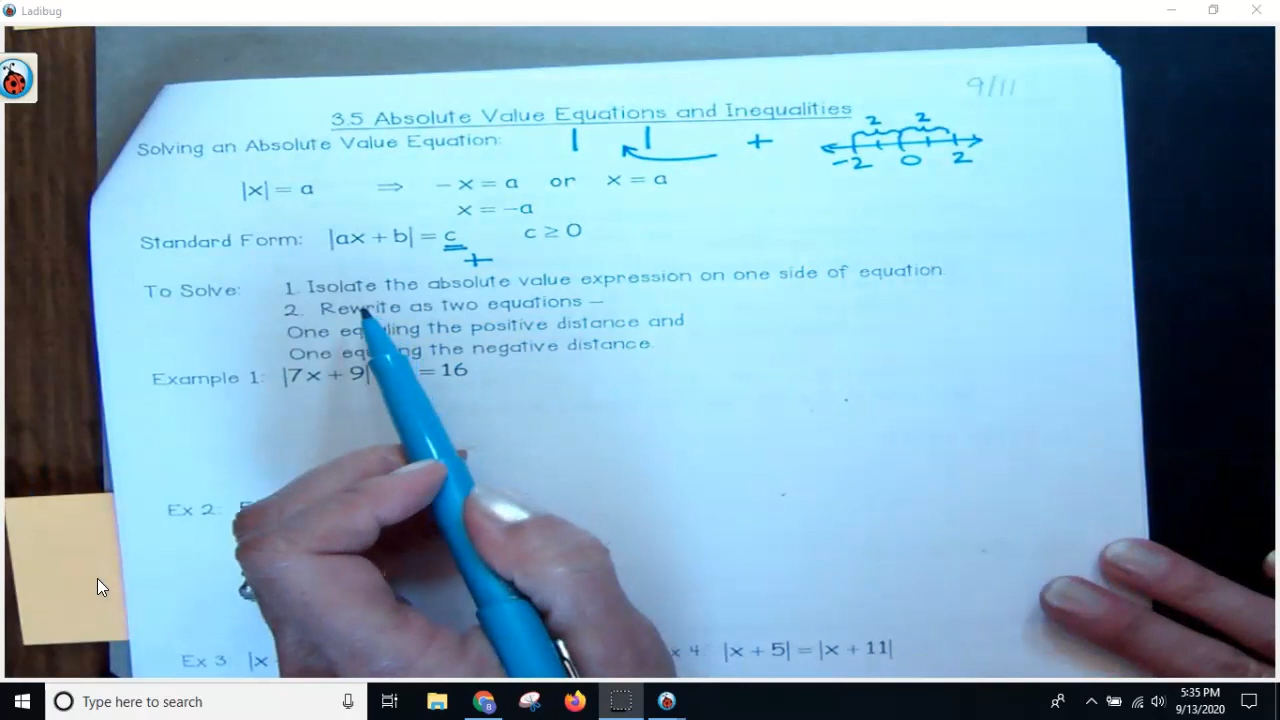 Ladibug
9/11
3.5 Absolute Value Equations and Inequalities
Solving an Absolute Value Equation:
| | +
2 2
-2 0 2
|x| = a ⇒ -x = a or x = a
x = -a
Standard Form: |ax + b| = c c ≥ 0
+
To Solve: 1. Isolate the absolute value expression on one side of equation.
2. Rewrite as two equations –
One equaling the positive distance and
One equaling the negative distance.
Example 1: |7x + 9| = 16
Ex 2:
Ex 3: |x
x 4: |x + 5| = |x + 11|
Type here to search
5:35 PM
9/13/2020